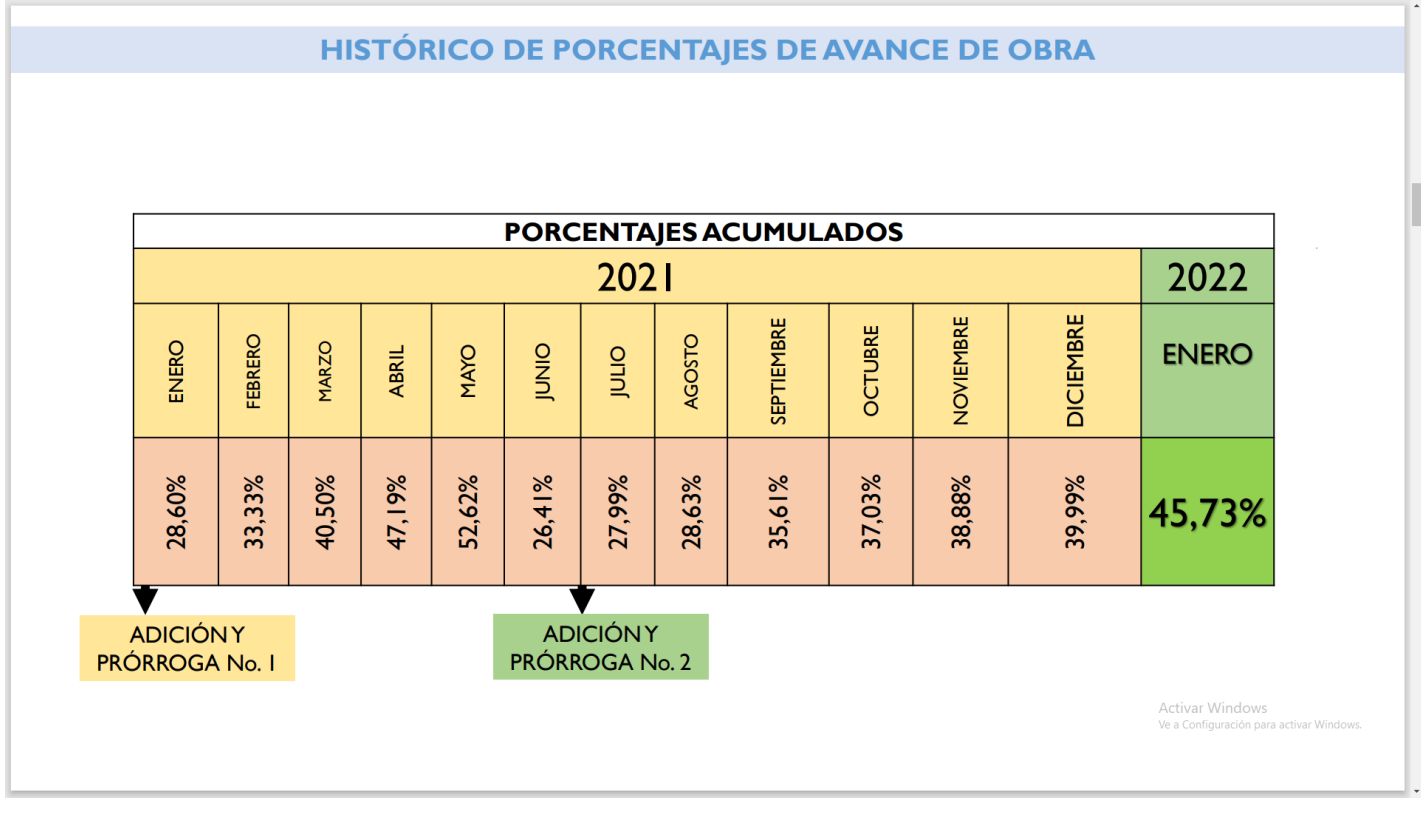 HISTÓRICO DE PORCENTAJES DE AVANCE DE OBRA
PORCENTAJES ACUMULADOS
2021 2022
ENERO FEBRERO MARZO ABRIL MAYO JUNIO JULIO AGOSTO SEPTIEMBRE OCTUBRE NOVIEMBRE DICIEMBRE ENERO
28,60% 33,33% 40,50% 47,19% 52,62% 26,41% 27,99% 28,63% 35,61% 37,03% 38,88% 39,99% 45,73%
ADICIÓN Y
PRÓRROGA No. 1
ADICIÓN Y
PRÓRROGA No. 2
Activar Windows
Ve a Configuración para activar Windows.